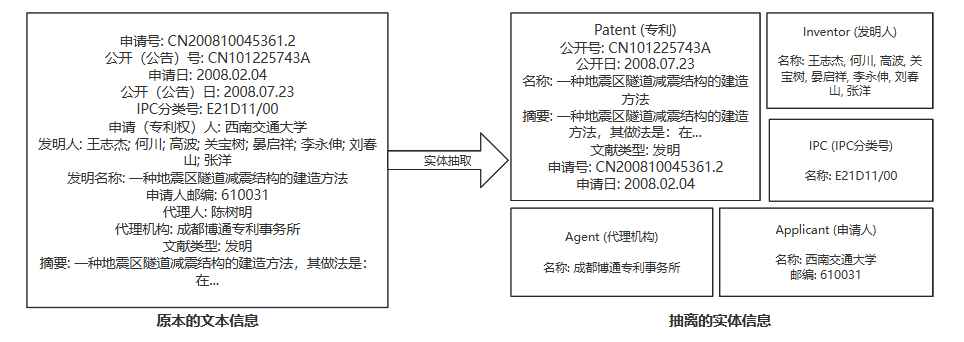 申请号: CN200810045361.2
公开（公告）号: CN101225743A
申请日: 2008.02.04
公开（公告）日: 2008.07.23
IPC分类号: E21D11/00
申请（专利权）人: 西南交通大学
发明人: 王志杰; 何川; 高波; 关宝树; 晏启祥; 李永伸; 刘春
山; 张洋
发明名称: 一种地震区隧道减震结构的建造方法
申请人邮编: 610031
代理人: 陈树明
代理机构: 成都博通专利事务所
文献类型: 发明
摘要: 一种地震区隧道减震结构的建造方法，其做法是：
在...
原本的文本信息
实体抽取
Patent (专利)
公开号: CN101225743A
公开日: 2008.07.23
名称: 一种地震区隧道减震结构的建造
方法
摘要: 一种地震区隧道减震结构的建造
方法，其做法是：在...
文献类型: 发明
申请号: CN200810045361.2
申请日: 2008.02.04
Inventor (发明人)
名称: 王志杰, 何川, 高波, 关
宝树, 晏启祥, 李永伸, 刘春
山, 张洋
IPC (IPC分类号)
名称: E21D11/00
Agent (代理机构)
名称: 成都博通专利事务所
Applicant (申请人)
名称: 西南交通大学
邮编: 610031
抽离的实体信息